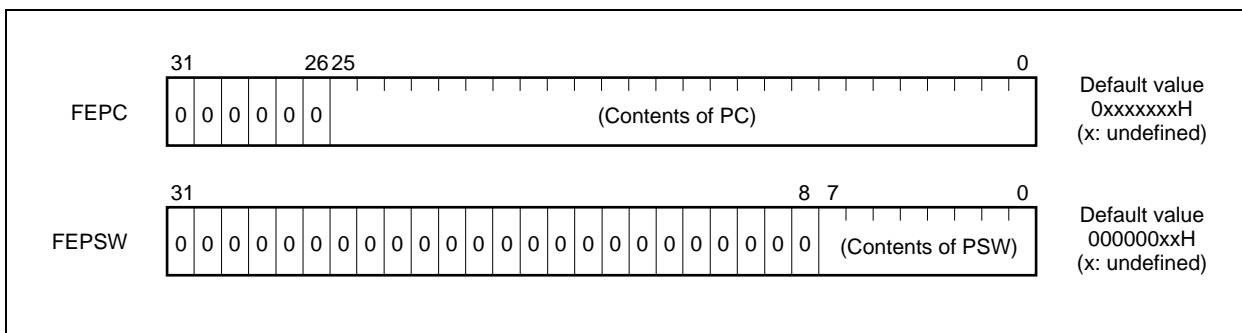 31 26 25 0
FEPC 0 0 0 0 0 0 (Contents of PC)
Default value
0xxxxxxxH
(x: undefined)
31 8 7 0
FEPSW 0 0 0 0 0 0 0 0 0 0 0 0 0 0 0 0 0 0 0 0 0 0 0 0 (Contents of PSW)
Default value
000000xxH
(x: undefined)